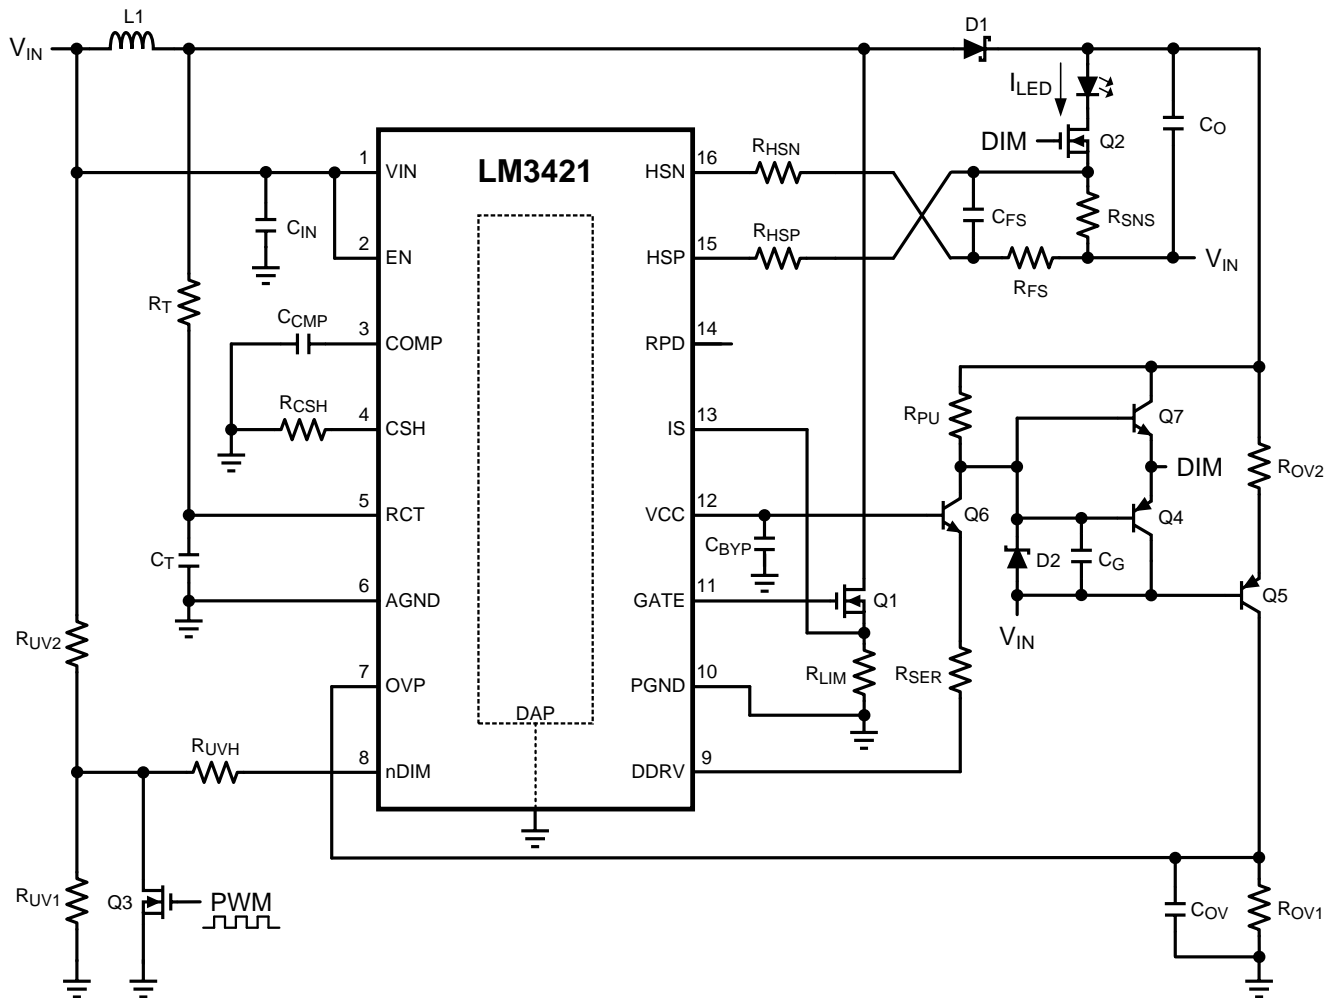 L1
D1
VIN
ILED
CO
DIM
Q2
RHSN
1
VIN
LM3421
HSN
16
CFS
RSNS
CIN
RHSP
2
EN
HSP
15
VIN
RFS
RT
CCMP
3
COMP
RPD
14
RCSH
4
CSH
IS
13
RPU
Q7
DIM
ROV2
5
RCT
VCC
12
Q6
Q4
CT
CBYP
D2
CG
6
AGND
GATE
11
Q1
Q5
VIN
RUV2
7
OVP
PGND
10
RLIM
RSER
DAP
RUVH
8
nDIM
DDRV
9
RUV1
Q3
PWM
COV
ROV1